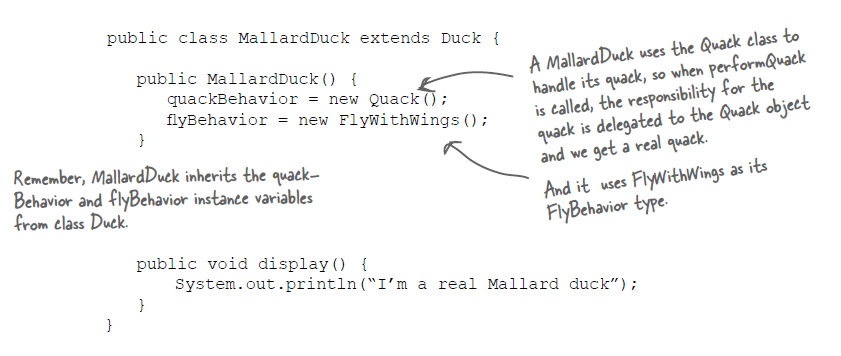 public class MallardDuck extends Duck {
public MallardDuck() {
quackBehavior = new Quack();
flyBehavior = new FlyWithWings();
}
A MallardDuck uses the Quack class to
handle its quack, so when performQuack
is called, the responsibility for the
quack is delegated to the Quack object
and we get a real quack.
And it uses FlyWithWings as its
FlyBehavior type.
Remember, MallardDuck inherits the quack–
Behavior and flyBehavior instance variables
from class Duck.
public void display() {
System.out.println(“I’m a real Mallard duck”);
}
}